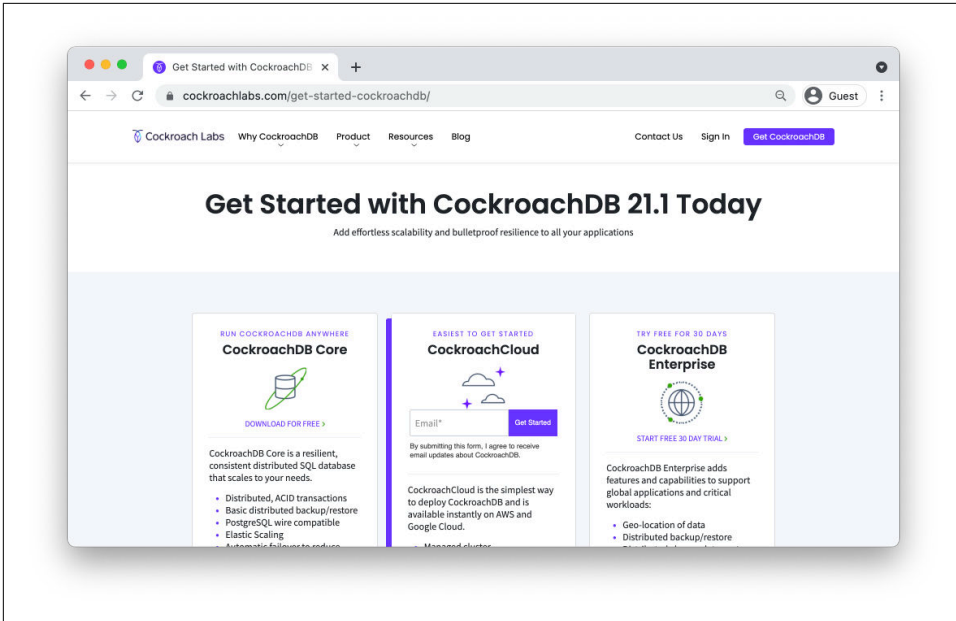 Get Started with CockroachDB
cockroachlabs.com/get-started-cockroachdb/
Guest
Cockroach Labs Why CockroachDB Product Resources Blog Contact Us Sign In Get CockroachDB
Get Started with CockroachDB 21.1 Today
Add effortless scalability and bulletproof resilience to all your applications
RUN COCKROACHDB ANYWHERE
CockroachDB Core
DOWNLOAD FOR FREE >
CockroachDB Core is a resilient,
consistent distributed SQL database
that scales to your needs.
• Distributed, ACID transactions
• Basic distributed backup/restore
• PostgreSQL wire compatible
• Elastic Scaling
• Automatic failover to reduce
EASIEST TO GET STARTED
CockroachCloud
Email* Get Started
By submitting this form, I agree to receive
email updates about CockroachDB.
CockroachCloud is the simplest way
to deploy CockroachDB and is
available instantly on AWS and
Google Cloud.
• Managed cluster
TRY FREE FOR 30 DAYS
CockroachDB
Enterprise
START FREE 30 DAY TRIAL >
CockroachDB Enterprise adds
features and capabilities to support
global applications and critical
workloads:
• Geo-location of data
• Distributed backup/restore